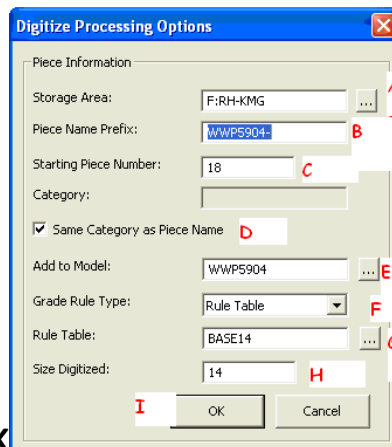 Digitize Processing Options
Piece Information
Storage Area: F:RH-KMG ...
Piece Name Prefix: WWP5904- B
Starting Piece Number: 18 C
Category:
Same Category as Piece Name D
Add to Model: WWP5904 ... E
Grade Rule Type: Rule Table F
Rule Table: BASE14 ...
Size Digitized: 14 H
I OK Cancel